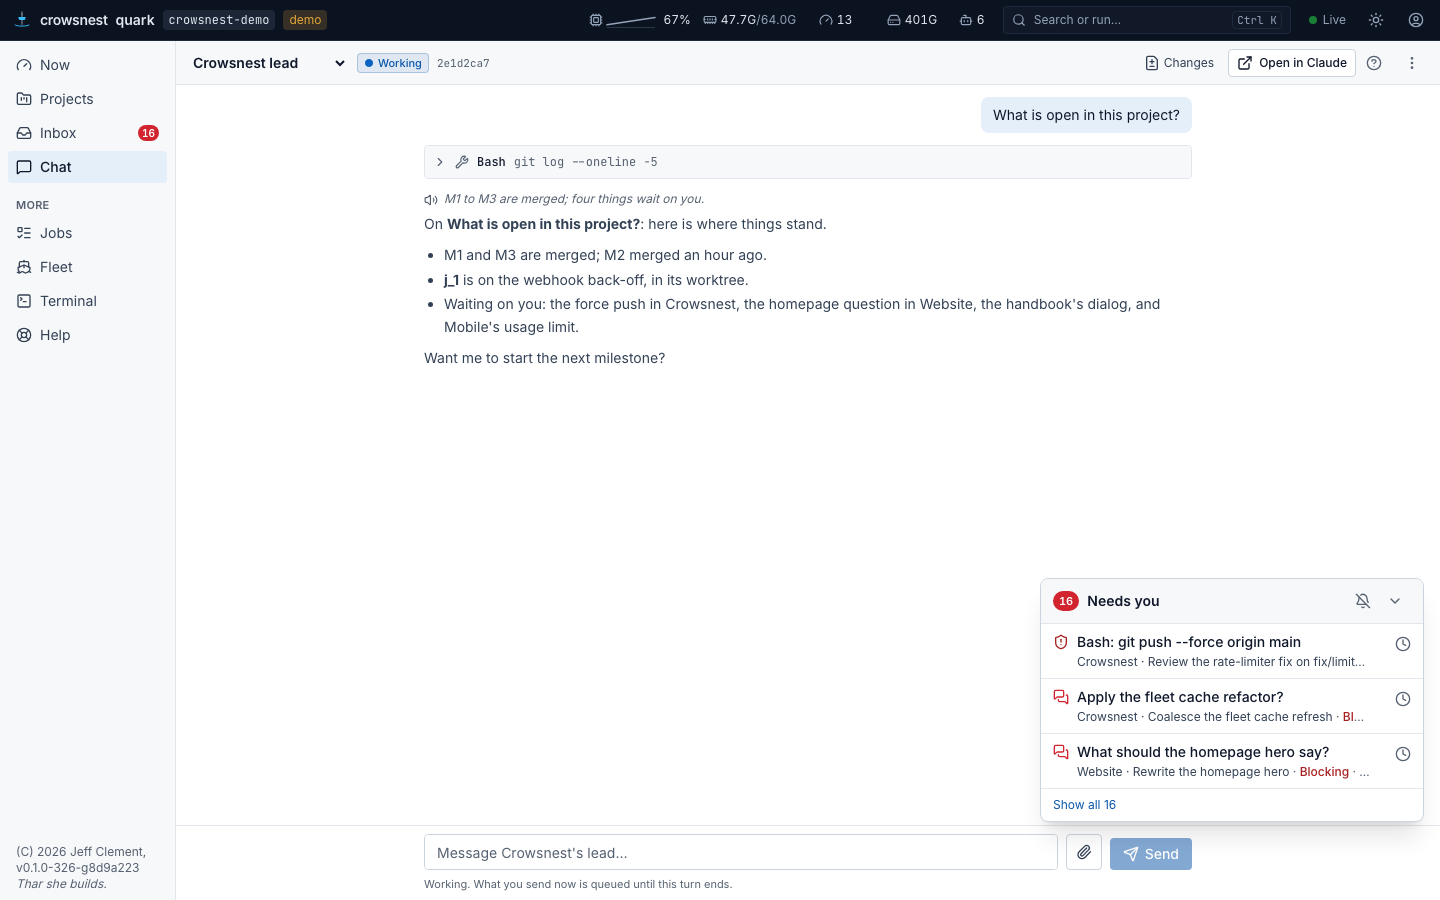 crowsnest quark crowsnest-demo demo 67% 47.7G/64.0G 13 401G 6 Search or run... Ctrl K Live
Now
Projects
Inbox 16
Chat
MORE
Jobs
Fleet
Terminal
Help
(C) 2026 Jeff Clement,
v0.1.0-326-g8d9a223
Thar she builds.
Crowsnest lead Working 2e1d2ca7 Changes Open in Claude
What is open in this project?
Bash git log --oneline -5
M1 to M3 are merged; four things wait on you.
On What is open in this project?: here is where things stand.
• M1 and M3 are merged; M2 merged an hour ago.
• j_1 is on the webhook back-off, in its worktree.
• Waiting on you: the force push in Crowsnest, the homepage question in Website, the handbook's dialog, and
Mobile's usage limit.
Want me to start the next milestone?
16 Needs you
Bash: git push --force origin main
Crowsnest · Review the rate-limiter fix on fix/limit...
Apply the fleet cache refactor?
Crowsnest · Coalesce the fleet cache refresh · Bl...
What should the homepage hero say?
Website · Rewrite the homepage hero · Blocking · ...
Show all 16
Message Crowsnest's lead... Send
Working. What you send now is queued until this turn ends.